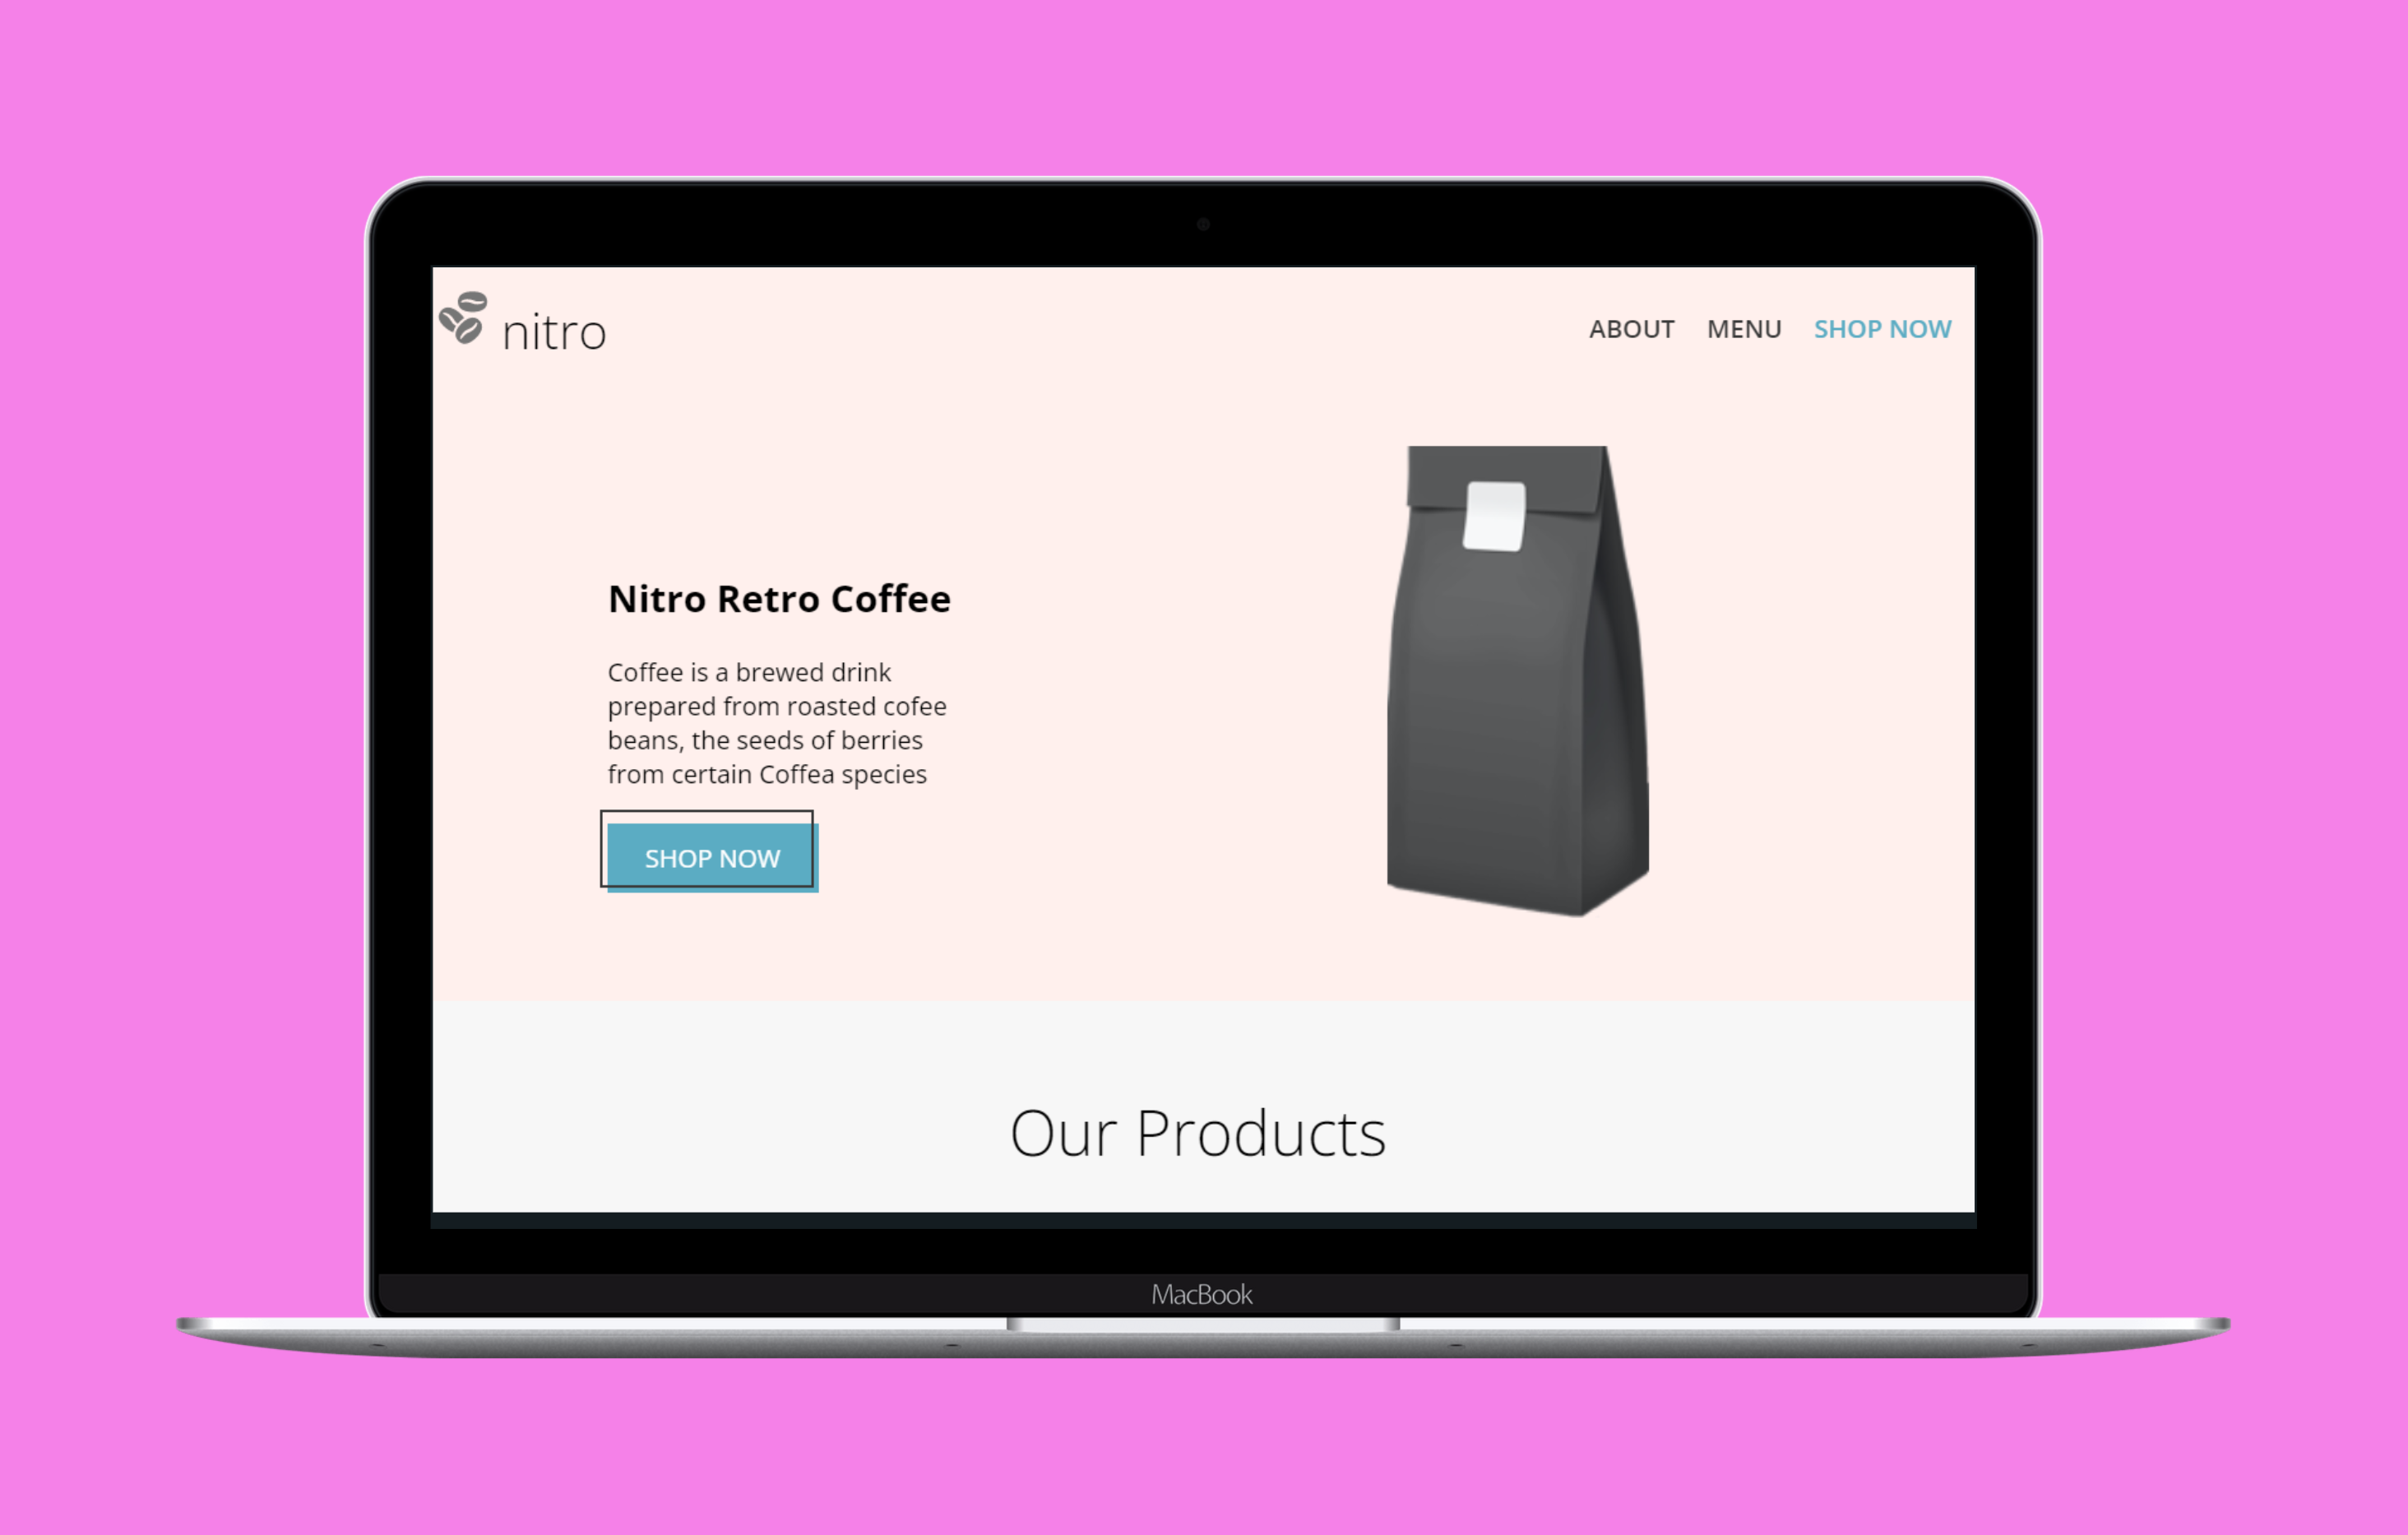 nitro
ABOUT MENU SHOP NOW
Nitro Retro Coffee
Coffee is a brewed drink
prepared from roasted cofee
beans, the seeds of berries
from certain Coffea species
SHOP NOW
Our Products
MacBook